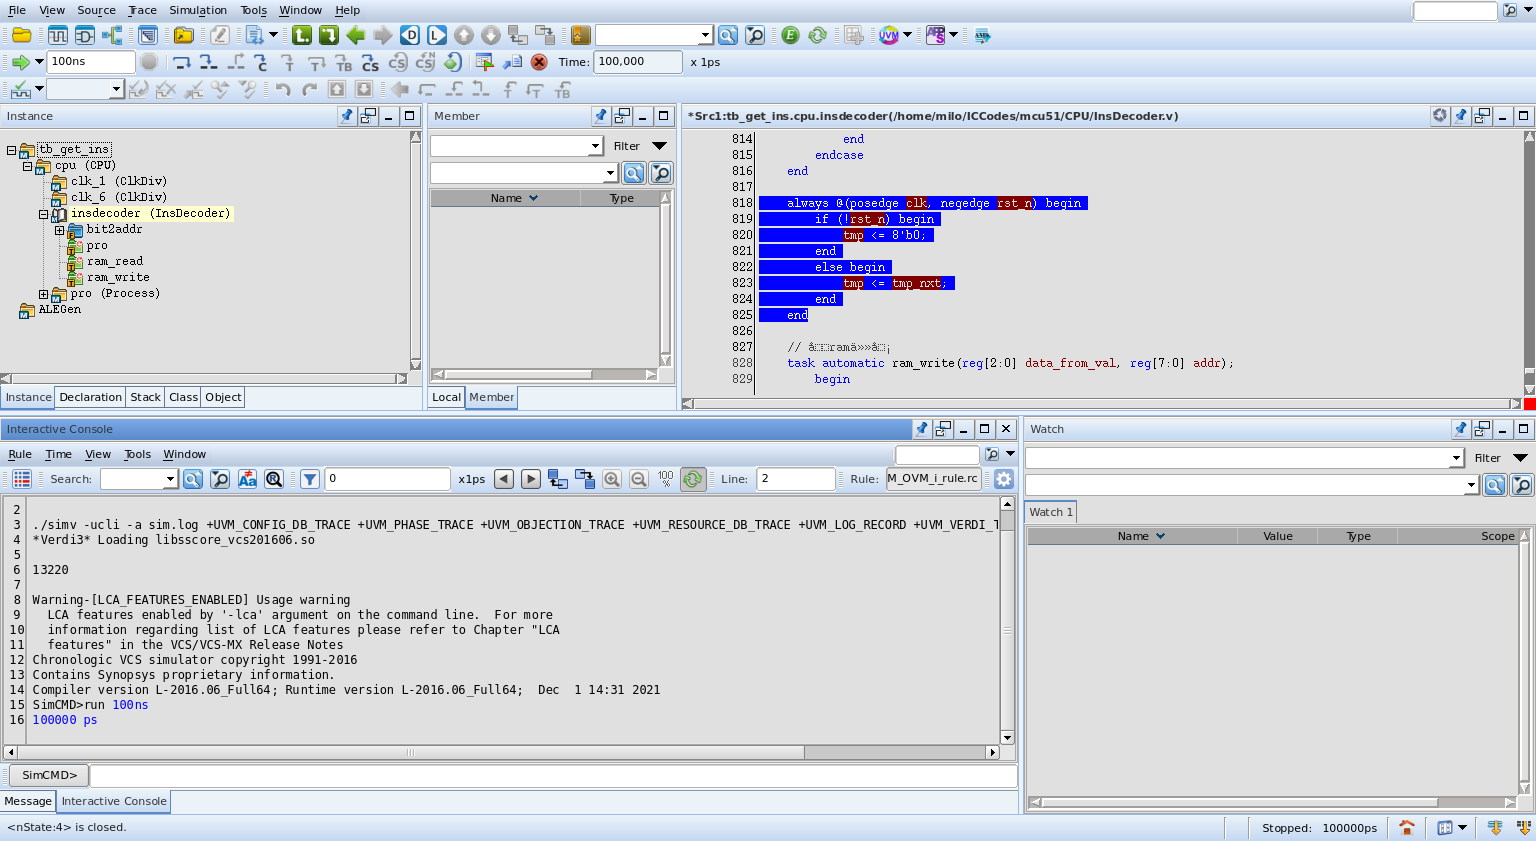 File View Source Trace Simulation Tools Window Help
100ns Time: 100,000 x 1ps
Instance
tb_get_ins
cpu (CPU)
clk_1 (ClkDiv)
clk_6 (ClkDiv)
insdecoder (InsDecoder)
bit2addr
pro
ram_read
ram_write
pro (Process)
ALEGen
Instance Declaration Stack Class Object
Member
Filter
Name Type
Local Member
*Src1:tb_get_ins.cpu.insdecoder(/home/milo/ICCodes/mcu51/CPU/InsDecoder.v)
814 end
815 endcase
816 end
817
818 always @(posedge clk, negedge rst_n) begin
819 if (!rst_n) begin
820 tmp <= 8'b0;
821 end
822 else begin
823 tmp <= tmp_nxt;
824 end
825 end
826
827 //
828 task automatic ram_write(reg[2:0] data_from_val, reg[7:0] addr);
829 begin
Interactive Console
Rule Time View Tools Window
Search: 0 x1ps 100% Line: 2 Rule: M_OVM_i_rule.rc
2
3 ./simv -ucli -a sim.log +UVM_CONFIG_DB_TRACE +UVM_PHASE_TRACE +UVM_OBJECTION_TRACE +UVM_RESOURCE_DB_TRACE +UVM_LOG_RECORD +UVM_VERDI_T
4 *Verdi3* Loading libsscore_vcs201606.so
5
6 13220
7
8 Warning-[LCA_FEATURES_ENABLED] Usage warning
9 LCA features enabled by '-lca' argument on the command line. For more
10 information regarding list of LCA features please refer to Chapter "LCA
11 features" in the VCS/VCS-MX Release Notes
12 Chronologic VCS simulator copyright 1991-2016
13 Contains Synopsys proprietary information.
14 Compiler version L-2016.06_Full64; Runtime version L-2016.06_Full64; Dec 1 14:31 2021
15 SimCMD>run 100ns
16 100000 ps
SimCMD>
Message Interactive Console
Watch
Filter
Watch 1
Name Value Type Scope
<nState:4> is closed.
Stopped: 100000ps